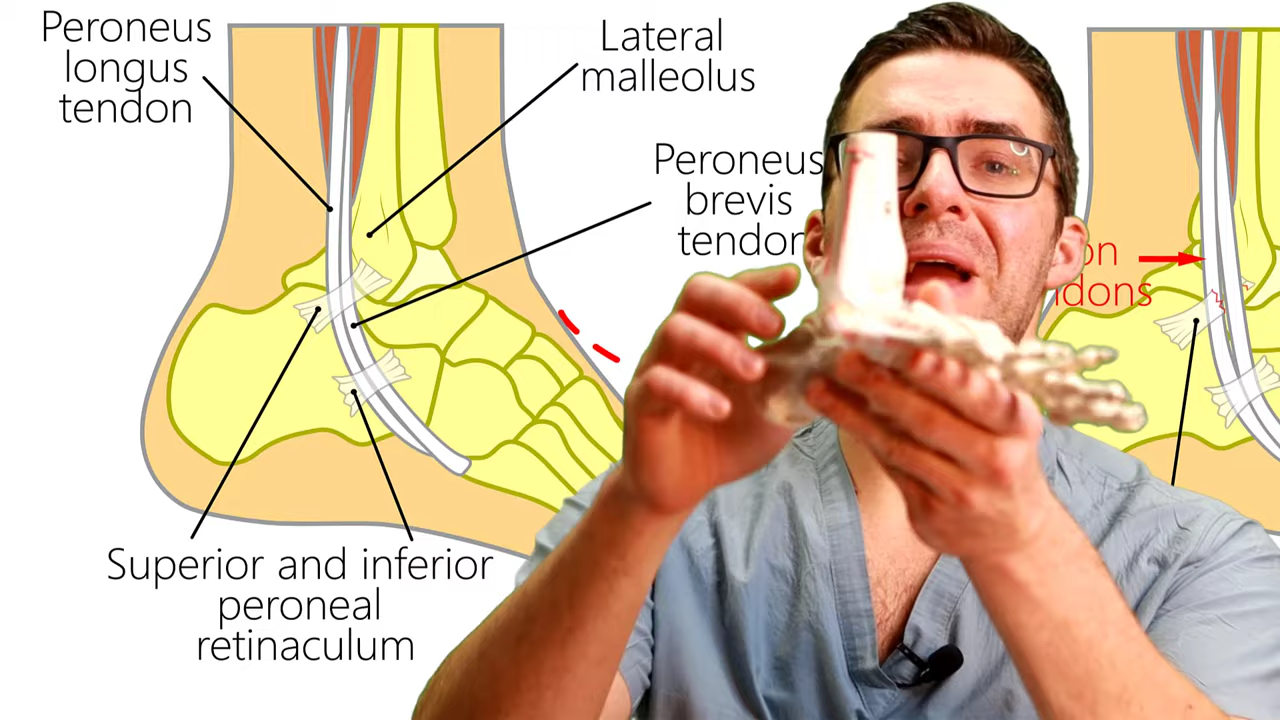 Peroneus
longus
tendon
Lateral
malleolus
Peroneus
brevis
Superior and inferior
peroneal
retinaculum